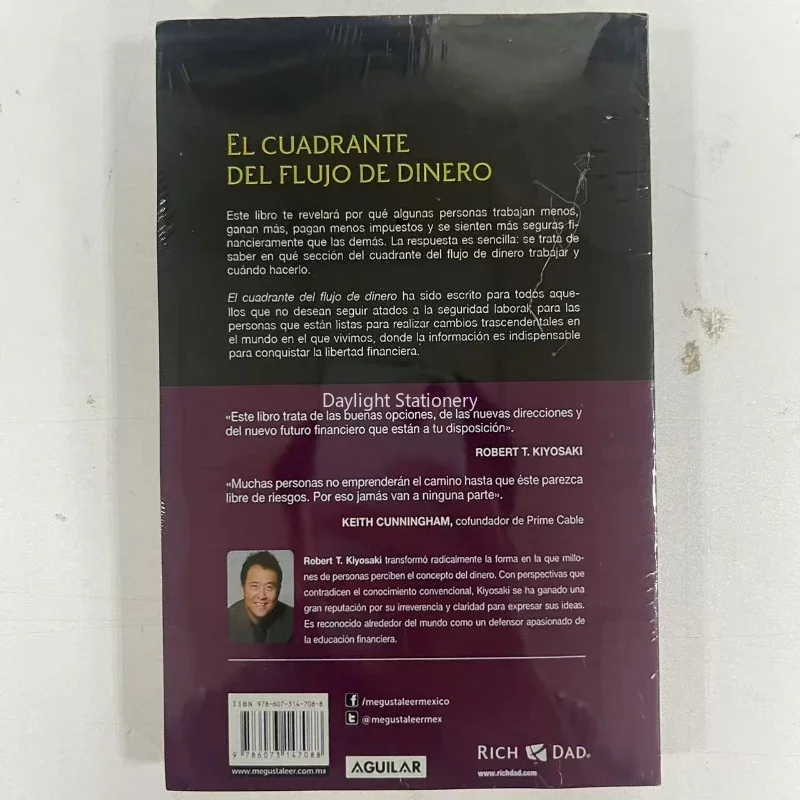 EL CUADRANTE
DEL FLUJO DE DINERO
Este libro te revelará por qué algunas personas trabajan menos,
ganan más, pagan menos impuestos y se sienten más seguras fi-
nancieramente que las demás. La respuesta es sencilla: se trata de
saber en qué sección del cuadrante del flujo de dinero trabajar y
cuándo hacerlo.
El cuadrante del flujo de dinero ha sido escrito para todos aque-
llos que no desean seguir atados a la seguridad laboral, para las
personas que están listas para realizar cambios trascendentales en
el mundo en el que vivimos, donde la información es indispensable
para conquistar la libertad financiera.
Daylight Stationery
«Este libro trata de las buenas opciones, de las nuevas direcciones y
del nuevo futuro financiero que están a tu disposición».
ROBERT T. KIYOSAKI
«Muchas personas no emprenderán el camino hasta que éste parezca
libre de riesgos. Por eso jamás van a ninguna parte».
KEITH CUNNINGHAM, cofundador de Prime Cable
Robert T. Kiyosaki transformó radicalmente la forma en la que millo-
nes de personas perciben el concepto del dinero. Con perspectivas que
contradicen el conocimiento convencional, Kiyosaki se ha ganado una
gran reputación por su irreverencia y claridad para expresar sus ideas.
Es reconocido alrededor del mundo como un defensor apasionado de
la educación financiera.
ISBN 978-607-314-708-8
9 786073 147088
www.megustaleer.com.mx
f /megustaleermexico
t @megustaleermex
AGUILAR
RICH DAD®
www.richdad.com